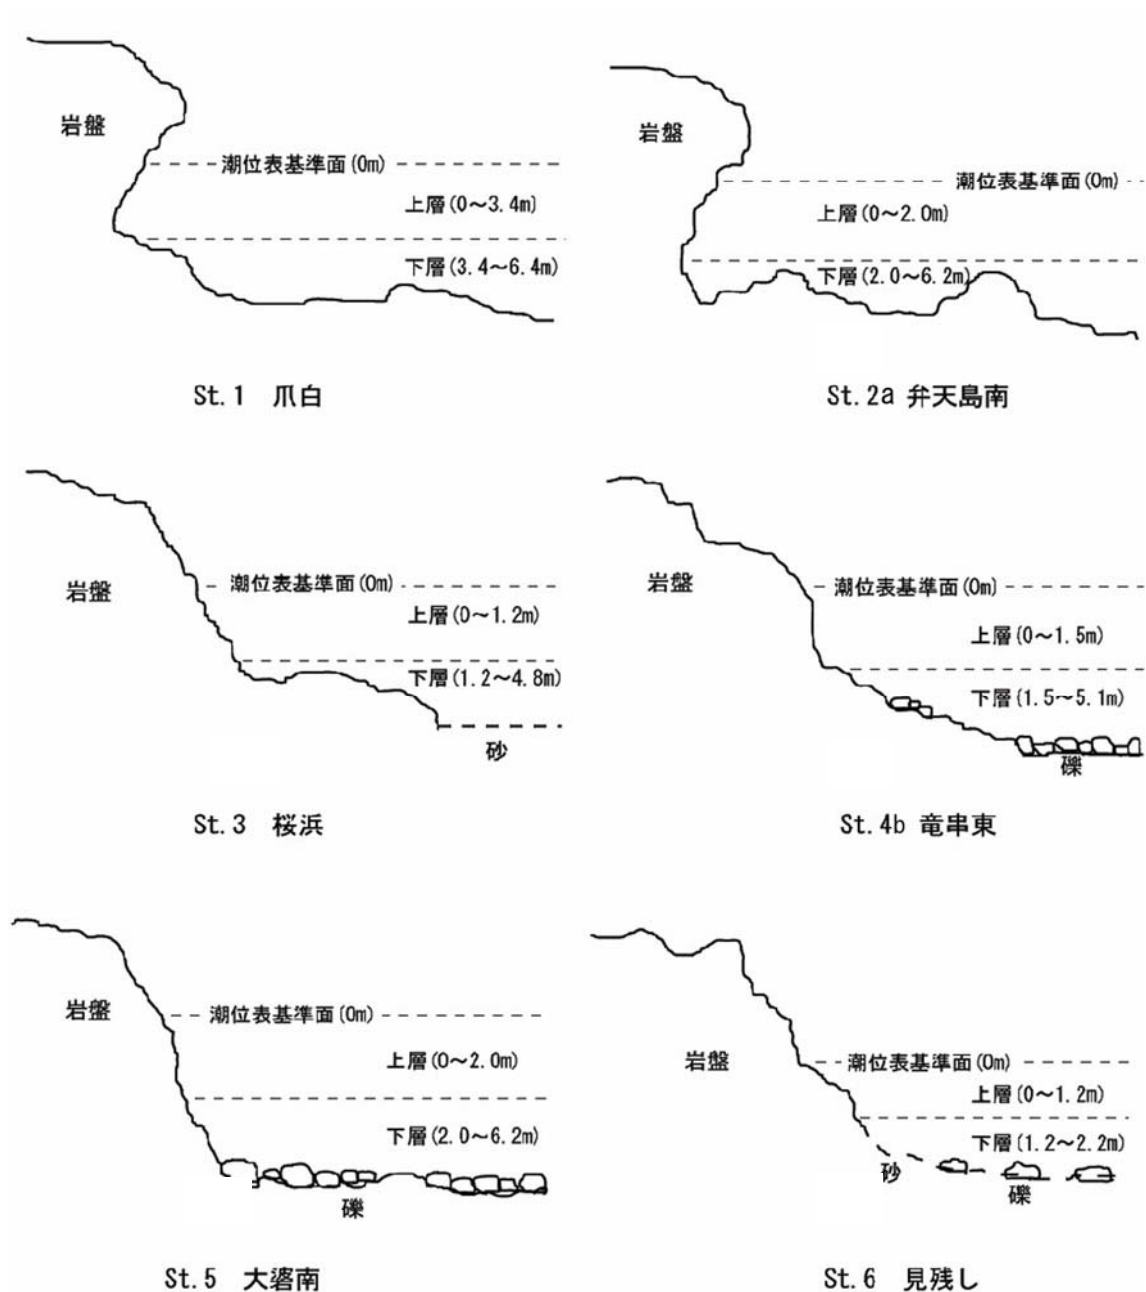 岩盤
潮位表基準面(0m)
上層(0～3.4m)
下層(3.4～6.4m)
St.1 爪白
岩盤
潮位表基準面(0m)
上層(0～2.0m)
下層(2.0～6.2m)
St.2a 弁天島南
岩盤
潮位表基準面(0m)
上層(0～1.2m)
下層(1.2～4.8m)
砂
St.3 桜浜
岩盤
潮位表基準面(0m)
上層(0～1.5m)
下層(1.5～5.1m)
礫
St.4b 竜串東
岩盤
潮位表基準面(0m)
上層(0～2.0m)
下層(2.0～6.2m)
礫
St.5 大碆南
岩盤
潮位表基準面(0m)
上層(0～1.2m)
下層(1.2～2.2m)
砂
礫
St.6 見残し